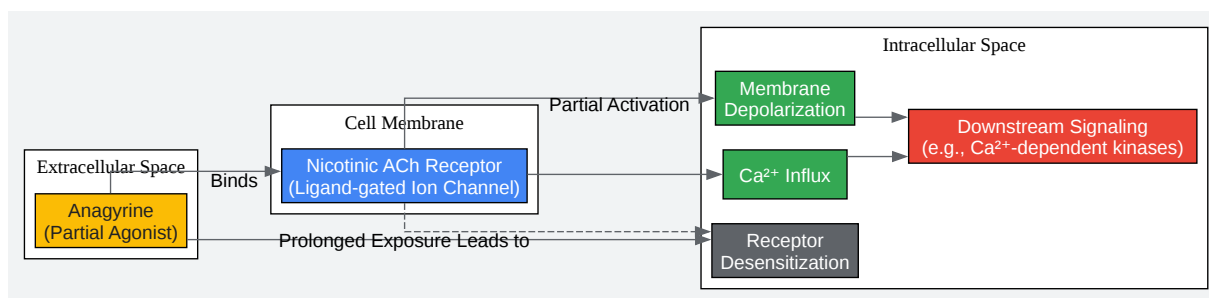 Extracellular Space
Anagyrine
(Partial Agonist)
Binds
Cell Membrane
Nicotinic ACh Receptor
(Ligand-gated Ion Channel)
Partial Activation
Prolonged Exposure Leads to
Intracellular Space
Membrane
Depolarization
Ca²⁺ Influx
Receptor
Desensitization
Downstream Signaling
(e.g., Ca²⁺-dependent kinases)